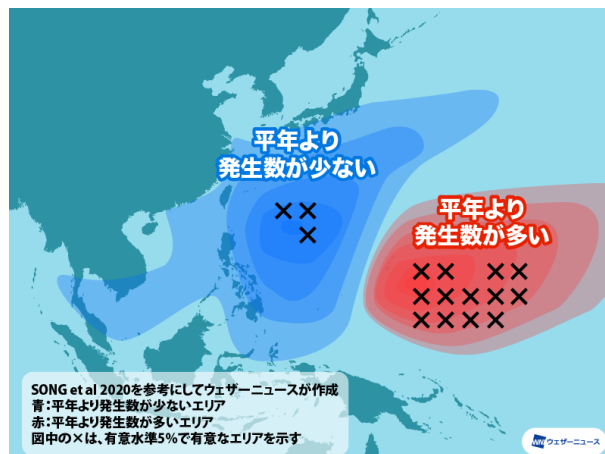 平年より
発生数が少ない
平年より
発生数が多い
SONG et al 2020を参考にしてウェザーニュースが作成
青：平年より発生数が少ないエリア
赤：平年より発生数が多いエリア
図中の×は、有意水準5%で有意なエリアを示す
WN ウェザーニュース